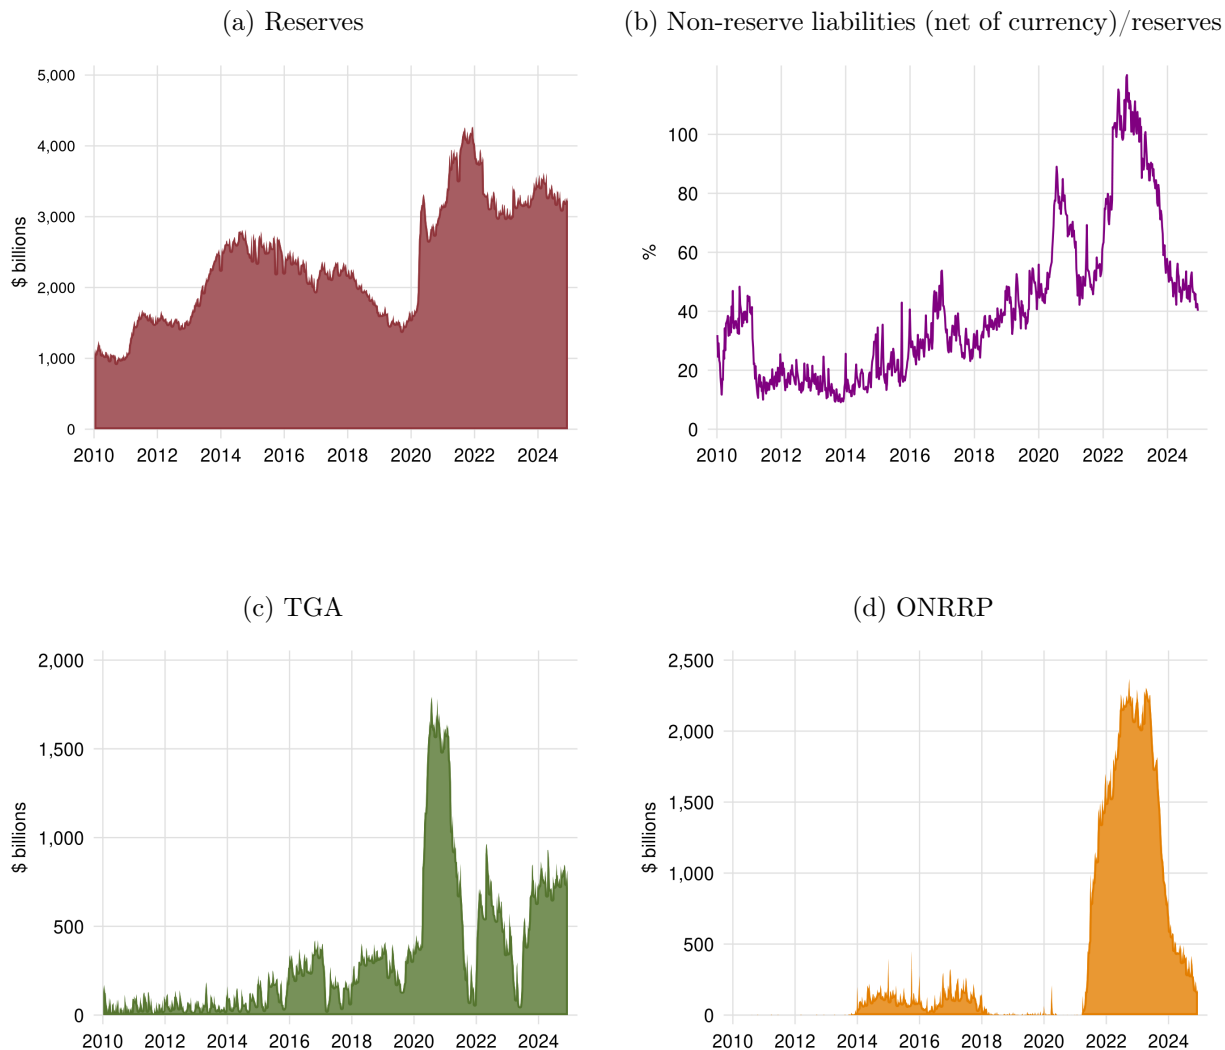 (a) Reserves
(b) Non-reserve liabilities (net of currency)/reserves
5,000
4,000
3,000
2,000
1,000
0
$ billions
2010 2012 2014 2016 2018 2020 2022 2024
100
80
60
40
20
0
%
2010 2012 2014 2016 2018 2020 2022 2024
(c) TGA
(d) ONRRP
2,000
1,500
1,000
500
0
$ billions
2010 2012 2014 2016 2018 2020 2022 2024
2,500
2,000
1,500
1,000
500
0
$ billions
2010 2012 2014 2016 2018 2020 2022 2024